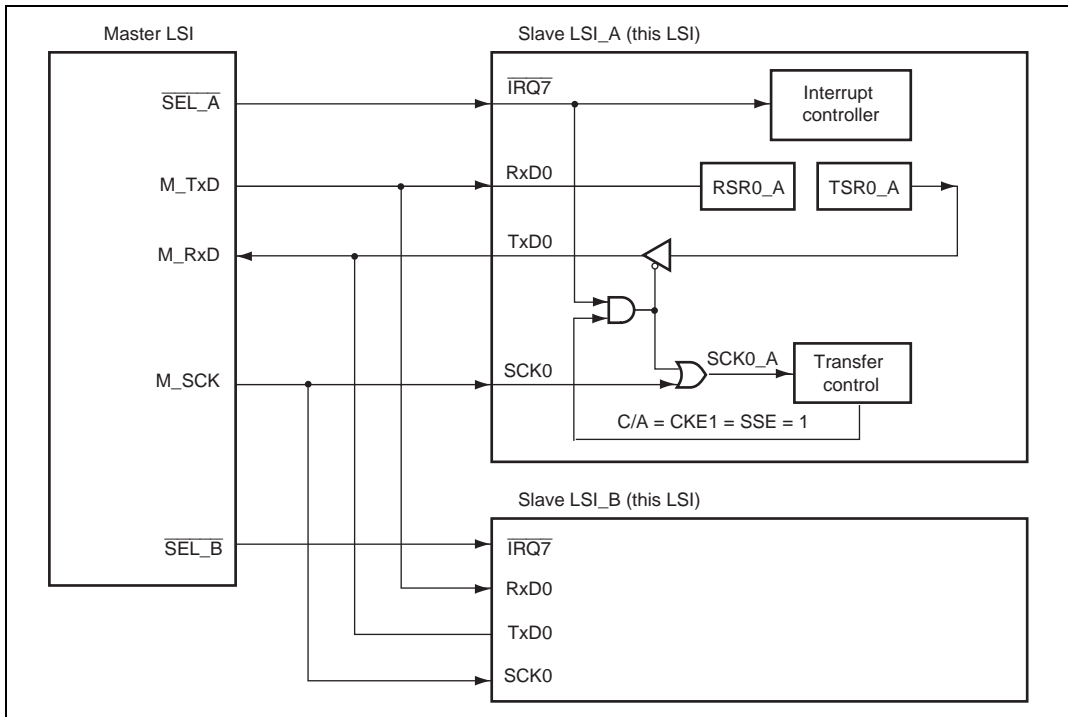 Master LSI
SEL_A
M_TxD
M_RxD
M_SCK
SEL_B
Slave LSI_A (this LSI)
IRQ7
Interrupt
controller
RxD0
RSR0_A
TSR0_A
TxD0
SCK0
SCK0_A
Transfer
control
C/A = CKE1 = SSE = 1
Slave LSI_B (this LSI)
IRQ7
RxD0
TxD0
SCK0